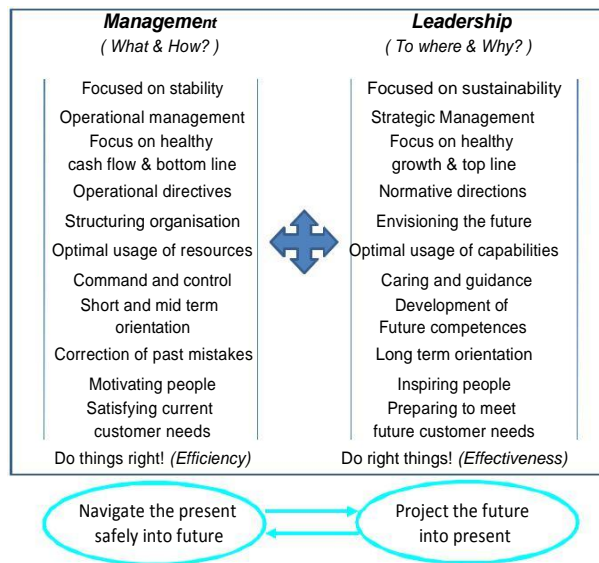 Management
( What & How? )
Focused on stability
Operational management
Focus on healthy
cash flow & bottom line
Operational directives
Structuring organisation
Optimal usage of resources
Command and control
Short and mid term
orientation
Correction of past mistakes
Motivating people
Satisfying current
customer needs
Do things right! (Efficiency)
Leadership
( To where & Why? )
Focused on sustainability
Strategic Management
Focus on healthy
growth & top line
Normative directions
Envisioning the future
Optimal usage of capabilities
Caring and guidance
Development of
Future competences
Long term orientation
Inspiring people
Preparing to meet
future customer needs
Do right things! (Effectiveness)
Navigate the present
safely into future
Project the future
into present